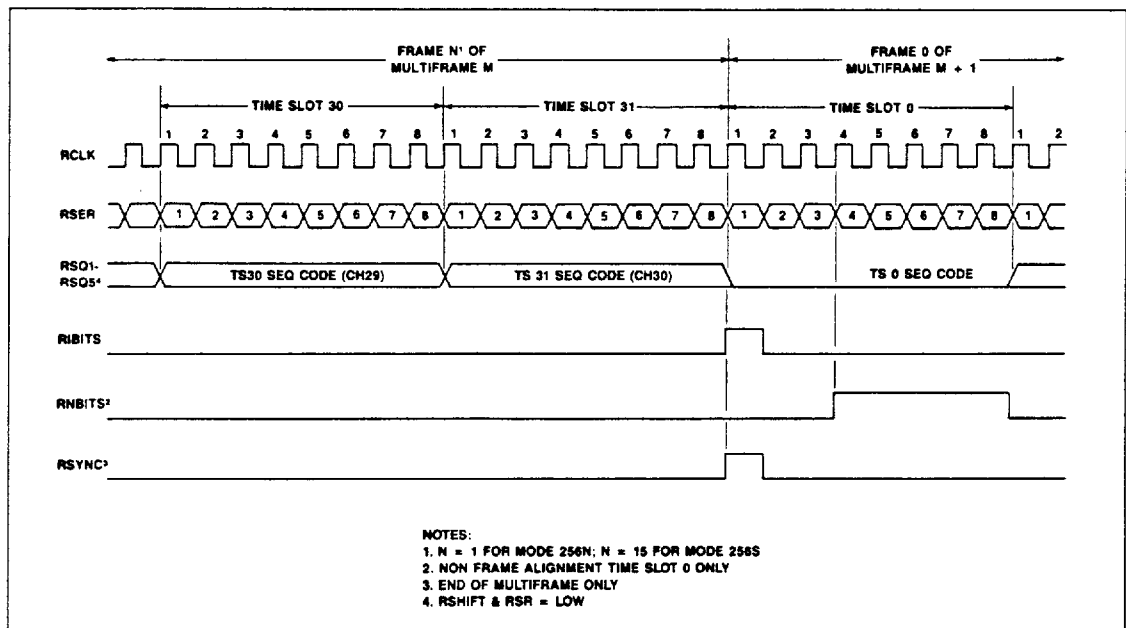 FRAME N¹ OF
MULTIFRAME M
FRAME 0 OF
MULTIFRAME M + 1
TIME SLOT 30
TIME SLOT 31
TIME SLOT 0
1 2 3 4 5 6 7 8 1 2 3 4 5 6 7 8 1 2 3 4 5 6 7 8 1 2
RCLK
RSER
1 2 3 4 5 6 7 8 1 2 3 4 5 6 7 8 1 2 3 4 5 6 7 8 1
RSQ1-
RSQ5⁴
TS30 SEQ CODE (CH29)
TS 31 SEQ CODE (CH30)
TS 0 SEQ CODE
RIBITS
RNBITS²
RSYNC³
NOTES:
1. N = 1 FOR MODE 256N; N = 15 FOR MODE 256S
2. NON FRAME ALIGNMENT TIME SLOT 0 ONLY
3. END OF MULTIFRAME ONLY
4. RSHIFT & RSR = LOW